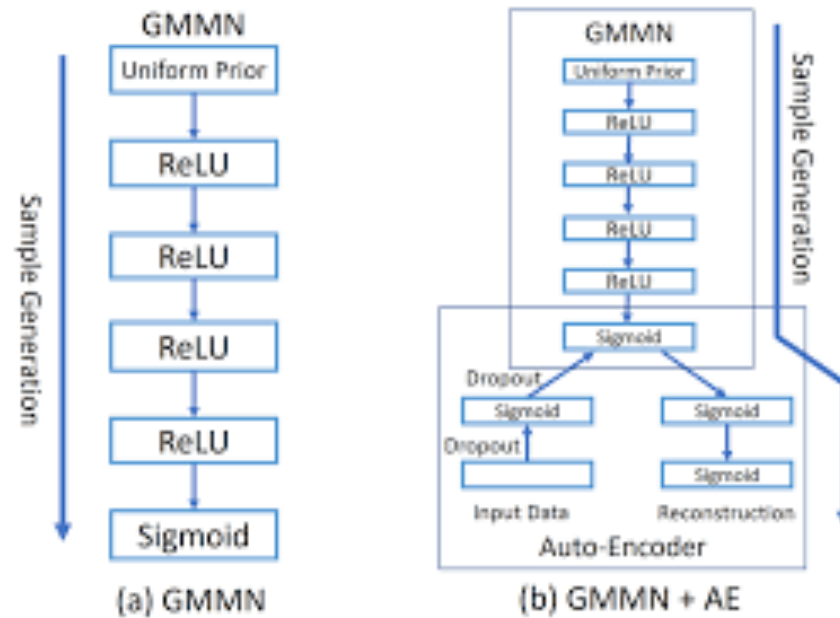 GMMN
Uniform Prior
ReLU
ReLU
ReLU
ReLU
Sigmoid
Sample Generation
(a) GMMN
GMMN
Uniform Prior
ReLU
ReLU
ReLU
ReLU
Sigmoid
Sample Generation
Dropout
Sigmoid
Sigmoid
Dropout
Sigmoid
Input Data
Reconstruction
Auto-Encoder
(b) GMMN + AE